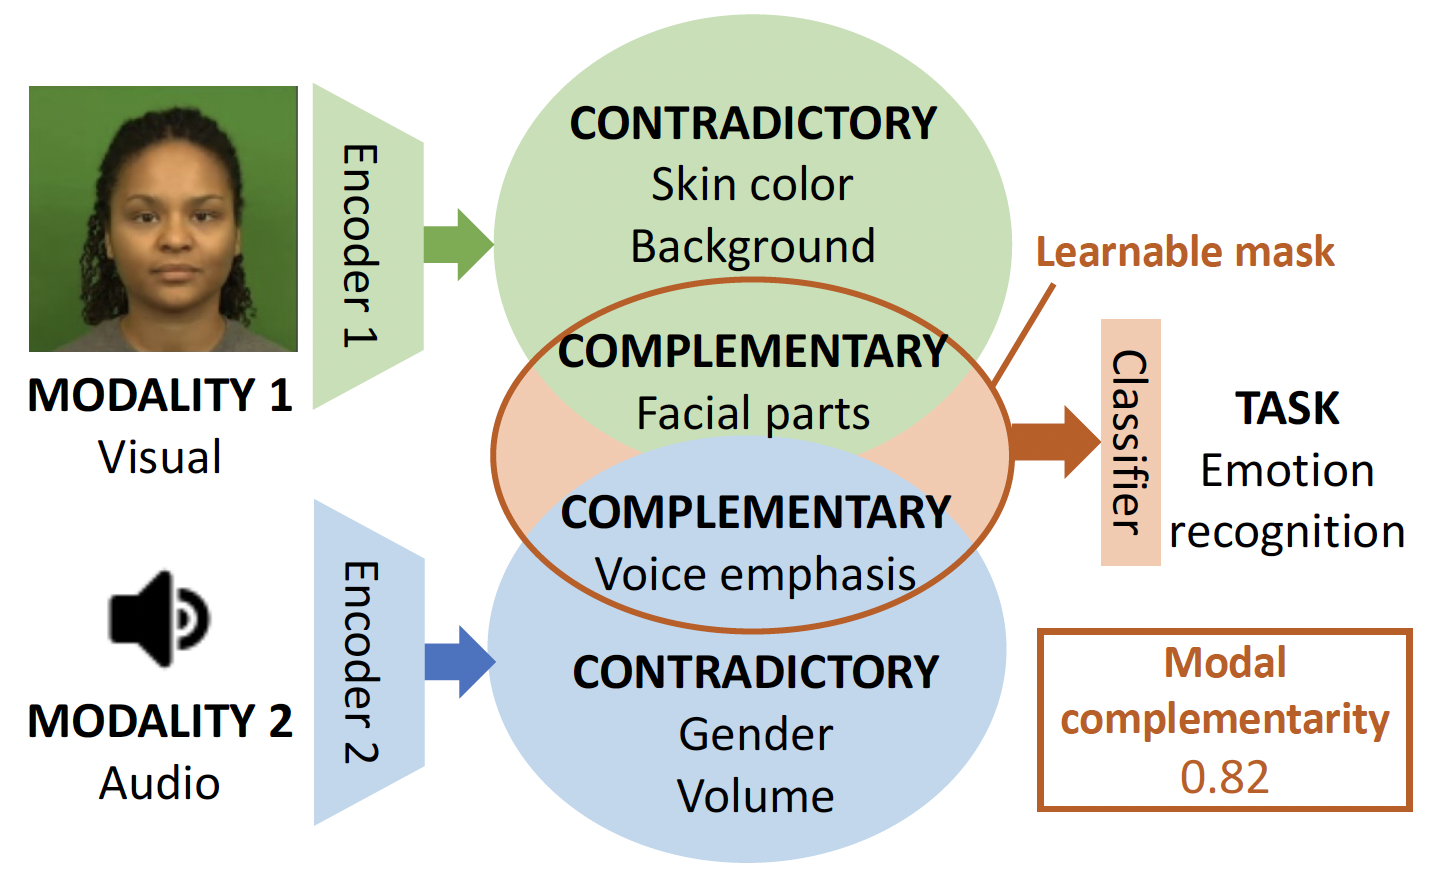 MODALITY 1
Visual
Encoder 1
CONTRADICTORY
Skin color
Background
COMPLEMENTARY
Facial parts
Learnable mask
MODALITY 2
Audio
Encoder 2
COMPLEMENTARY
Voice emphasis
CONTRADICTORY
Gender
Volume
Classifier
TASK
Emotion
recognition
Modal
complementarity
0.82